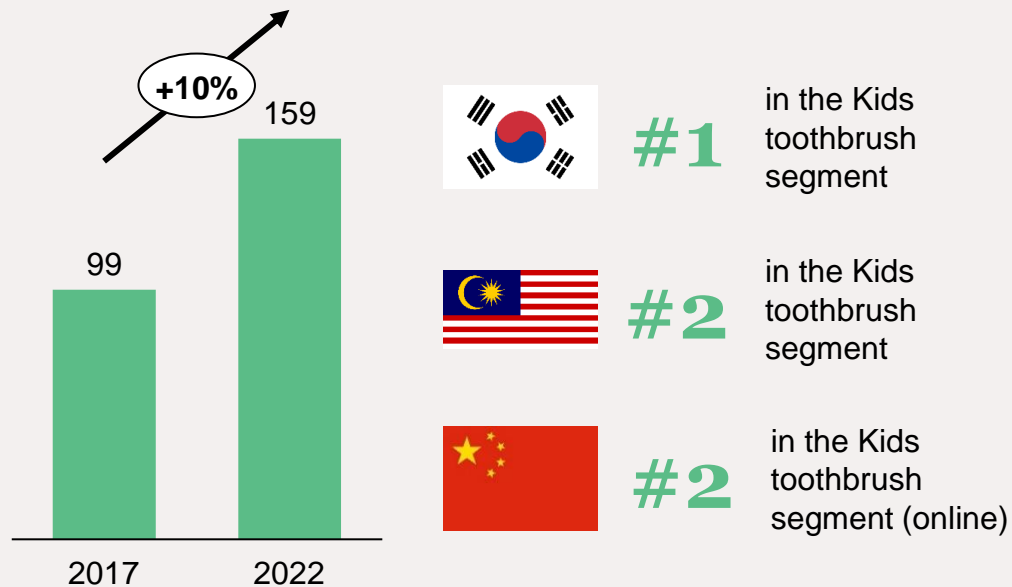 +10%
159
99
2017
2022
#1
in the Kids
toothbrush
segment
#2
in the Kids
toothbrush
segment
#2
in the Kids
toothbrush
segment (online)